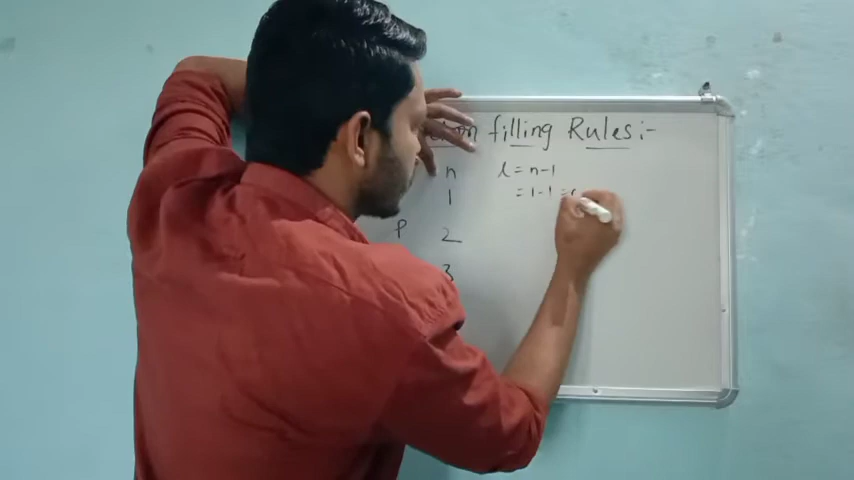 filling Rules:-
n l = n-1
1 = 1-1 =
P 2
3